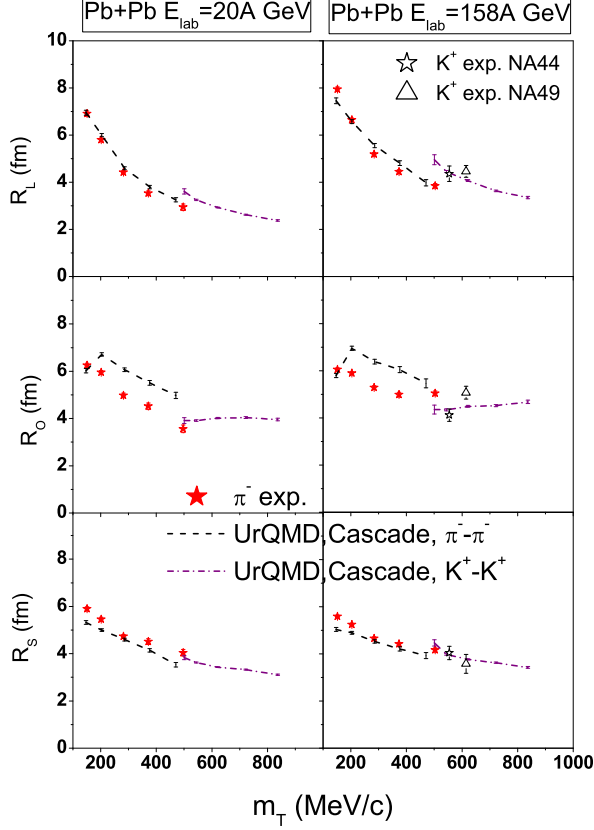 Pb+Pb E_lab=20A GeV
Pb+Pb E_lab=158A GeV
K⁺ exp. NA44
K⁺ exp. NA49
10
8
6
4
2
0
R_L (fm)
8
6
4
2
0
R_O (fm)
π⁻ exp.
8
6
4
2
0
R_S (fm)
UrQMD,Cascade, π⁻-π⁻
UrQMD,Cascade, K⁺-K⁺
200 400 600 800
200 400 600 800 1000
m_T (MeV/c)